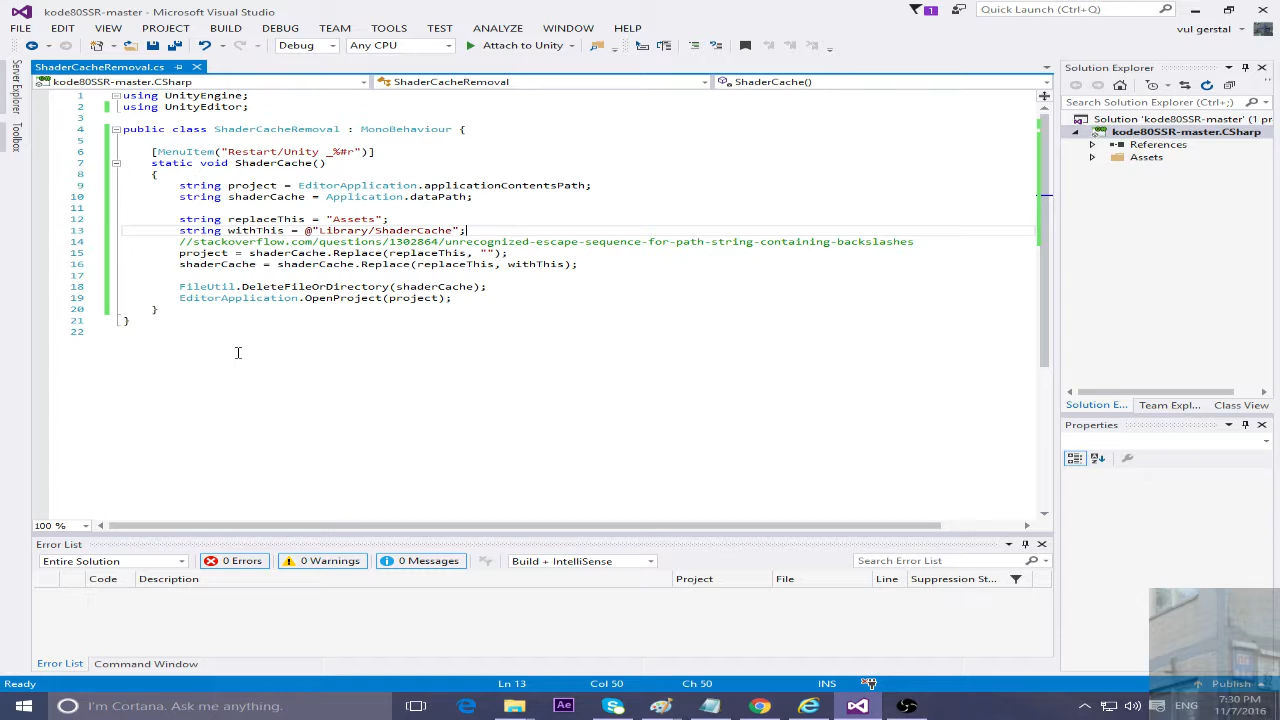 kode80SSR-master - Microsoft Visual Studio
1
Quick Launch (Ctrl+Q)
FILE EDIT VIEW PROJECT BUILD DEBUG TEAM TOOLS TEST ANALYZE WINDOW HELP
vul gerstal
Debug
Any CPU
Attach to Unity
Server Explorer
Toolbox
ShaderCacheRemoval.cs
kode80SSR-master.CSharp
ShaderCacheRemoval
ShaderCache()
1 using UnityEngine;
2 using UnityEditor;
3
4 public class ShaderCacheRemoval : MonoBehaviour {
5
6 [MenuItem("Restart/Unity _%#r")]
7 static void ShaderCache()
8 {
9 string project = EditorApplication.applicationContentsPath;
10 string shaderCache = Application.dataPath;
11
12 string replaceThis = "Assets";
13 string withThis = @"Library/ShaderCache";
14 //stackoverflow.com/questions/1302864/unrecognized-escape-sequence-for-path-string-containing-backslashes
15 project = shaderCache.Replace(replaceThis, "");
16 shaderCache = shaderCache.Replace(replaceThis, withThis);
17
18 FileUtil.DeleteFileOrDirectory(shaderCache);
19 EditorApplication.OpenProject(project);
20 }
21 }
22
100 %
Solution Explorer
Search Solution Explorer (Ctrl+;)
Solution 'kode80SSR-master' (1 pr
kode80SSR-master.CSharp
References
Assets
Solution E... Team Expl... Class View
Properties
Error List
Entire Solution
0 Errors
0 Warnings
0 Messages
Build + IntelliSense
Search Error List
Code Description Project File Line Suppression St...
Error List Command Window
Ready
Ln 13 Col 50 Ch 50 INS
Publish
I'm Cortana. Ask me anything.
Ae
ENG
7:30 PM
11/7/2016